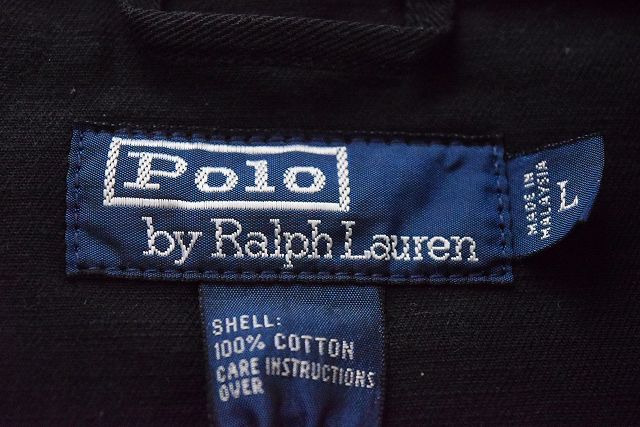 Polo
by Ralph Lauren
MADE IN
MALAYSIA
L
SHELL:
100% COTTON
CARE INSTRUCTIONS
OVER